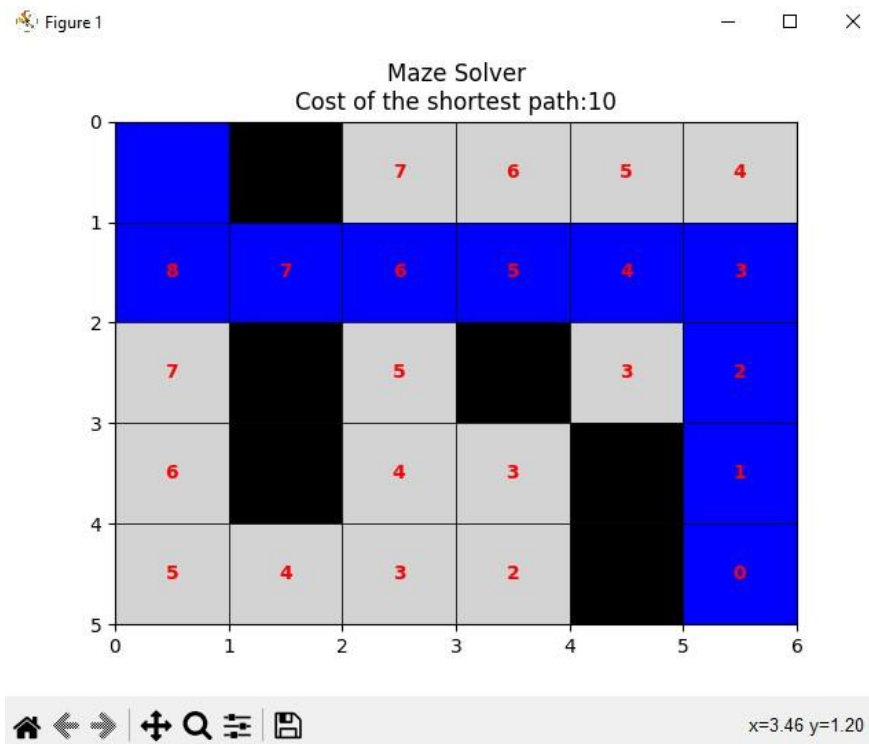 Figure 1
Maze Solver
Cost of the shortest path:10
0
7 6 5 4
1
8 7 6 5 4 3
2
7 5 3 2
3
6 4 3 1
4
5 4 3 2 0
5
0 1 2 3 4 5 6
x=3.46 y=1.20